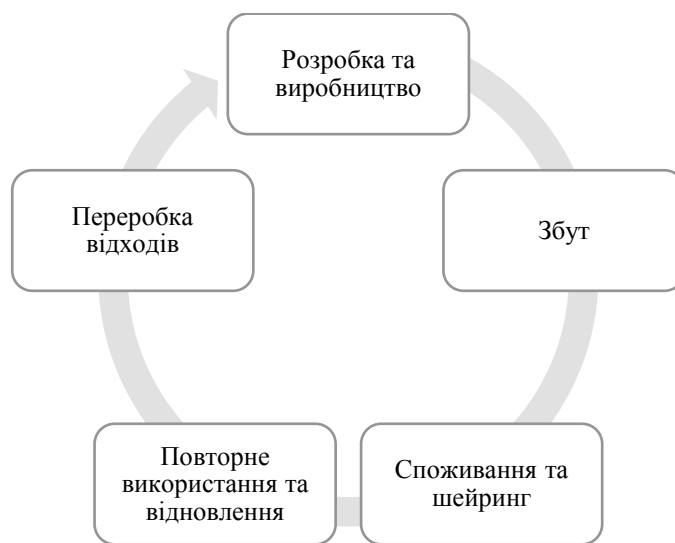 Розробка та
виробництво
Збут
Споживання та
шейринг
Повторне
використання та
відновлення
Переробка
відходів